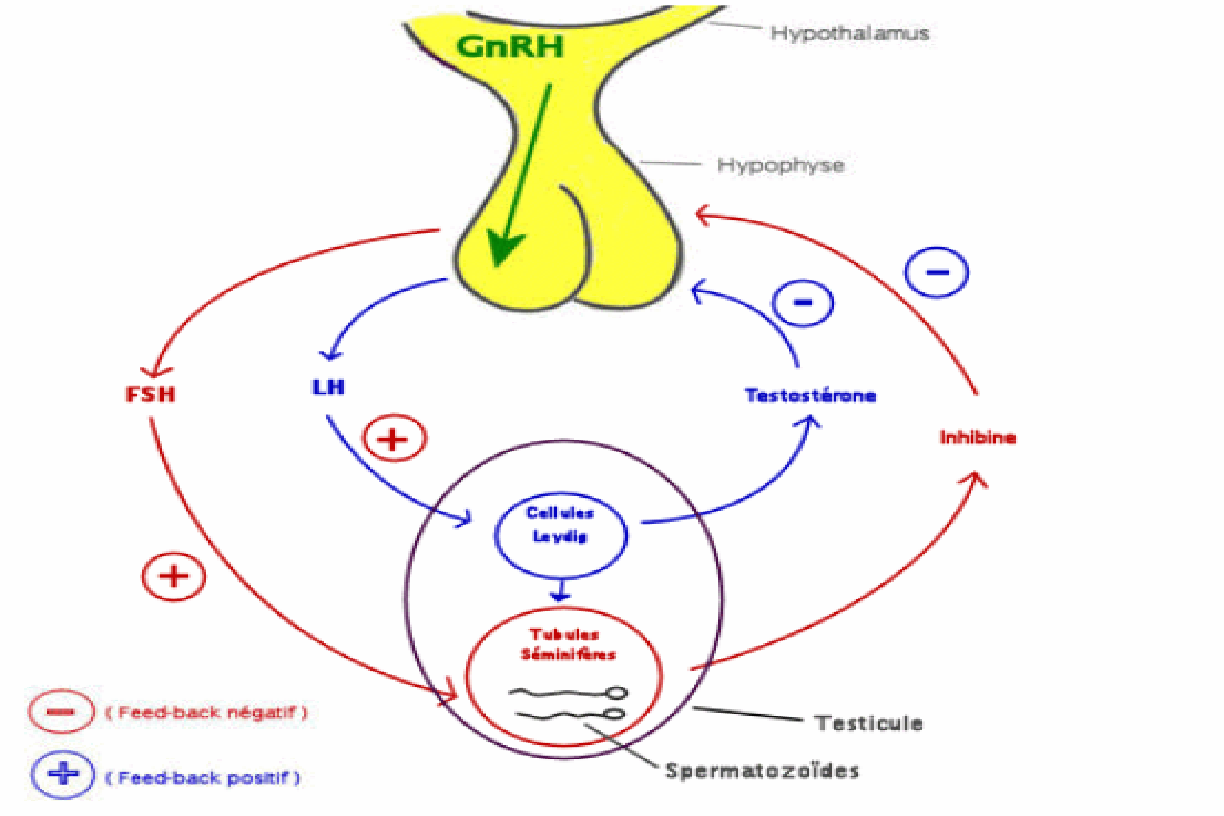 GnRH
Hypothalamus
Hypophyse
FSH
LH
Testostérone
Inhibine
Cellules
Leydig
Tubules
Séminifères
( Feed-back négatif )
( Feed-back positif )
Testicule
Spermatozoïdes
+
+
-
-
-
+